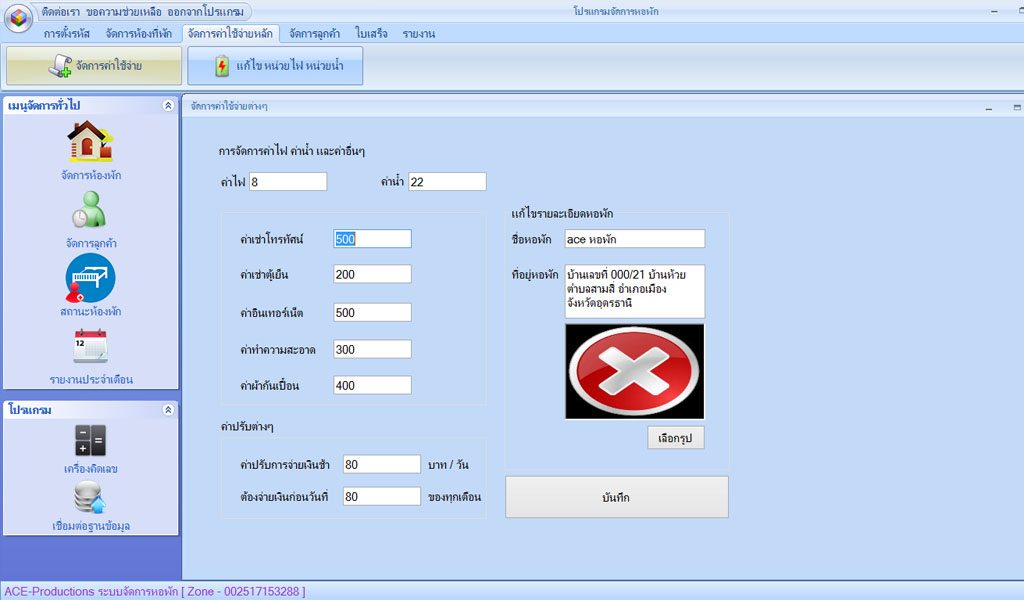 ติดต่อเรา ขอความช่วยเหลือ ออกจากโปรแกรม
โปรแกรมจัดการหอพัก
การตั้งรหัส จัดการห้องที่พัก จัดการค่าใช้จ่ายหลัก จัดการลูกค้า ใบเสร็จ รายงาน
จัดการค่าใช้จ่าย
แก้ไข หน่วยไฟ หน่วยน้ำ
เมนูจัดการทั่วไป
จัดการห้องพัก
จัดการลูกค้า
สถานะห้องพัก
12
รายงานประจำเดือน
โปรแกรม
เครื่องคิดเลข
เชื่อมต่อฐานข้อมูล
จัดการค่าใช้จ่ายต่างๆ
การจัดการค่าไฟ ค่าน้ำ และค่าอื่นๆ
ค่าไฟ 8
ค่าน้ำ 22
ค่าเช่าโทรทัศน์ 500
ค่าเช่าตู้เย็น 200
ค่าอินเทอร์เน็ต 500
ค่าทำความสะอาด 300
ค่าผ้ากันเปื้อน 400
ค่าปรับต่างๆ
ค่าปรับการจ่ายเงินช้า 80 บาท / วัน
ต้องจ่ายเงินก่อนวันที่ 80 ของทุกเดือน
แก้ไขรายละเอียดหอพัก
ชื่อหอพัก ace หอพัก
ที่อยู่หอพัก บ้านเลขที่ 000/21 บ้านห้วย
ตำบลสามสี อำเภอเมือง
จังหวัดอุดรธานี
เลือกรูป
บันทึก
ACE-Productions ระบบจัดการหอพัก [ Zone - 002517153288 ]